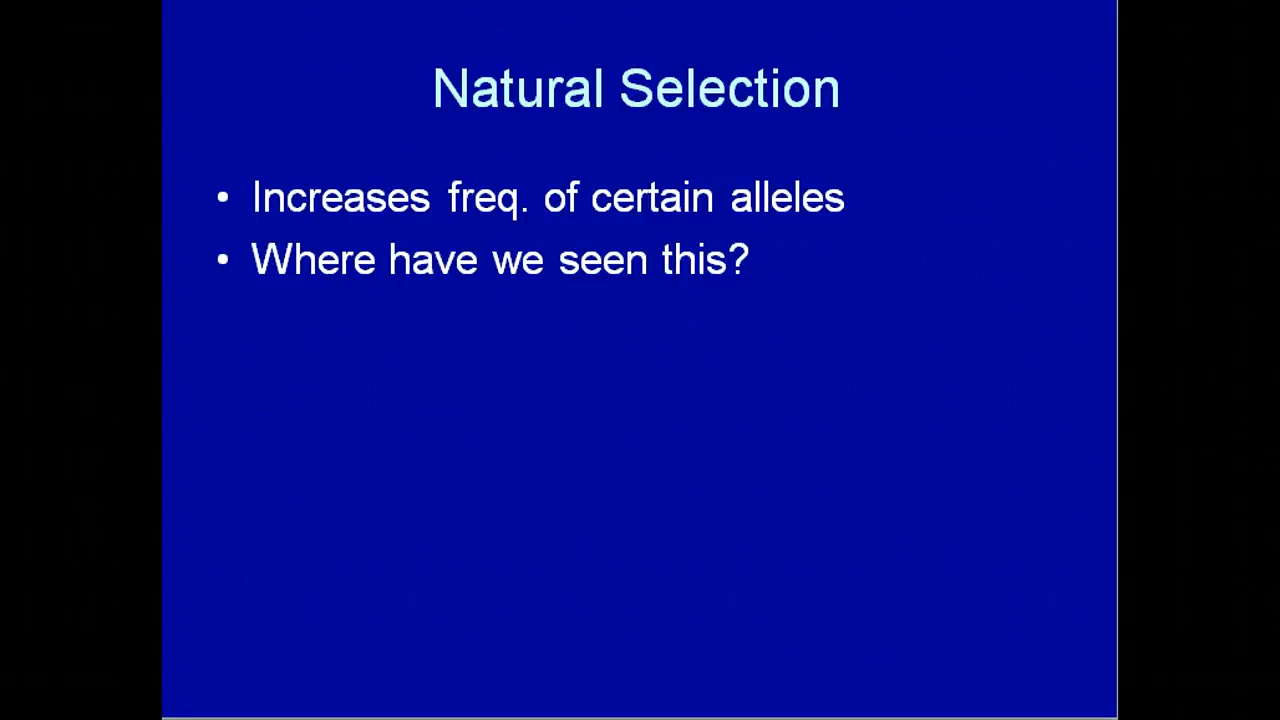 Natural Selection
• Increases freq. of certain alleles
• Where have we seen this?